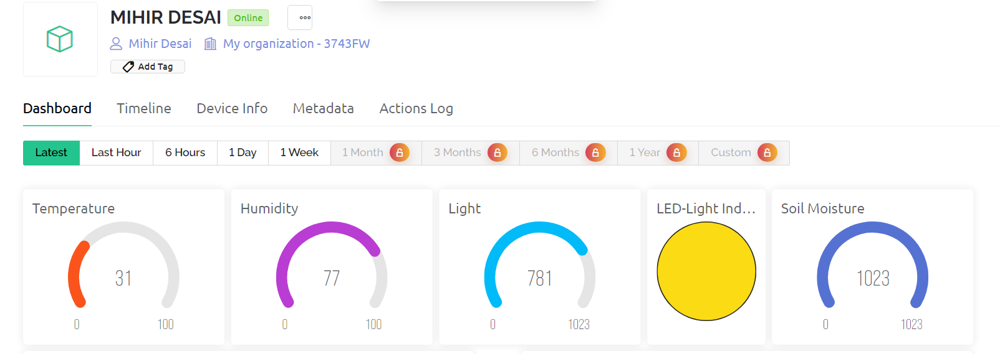 MIHIR DESAI Online
Mihir Desai My organization - 3743FW
Add Tag
Dashboard Timeline Device Info Metadata Actions Log
Latest Last Hour 6 Hours 1 Day 1 Week 1 Month 3 Months 6 Months 1 Year Custom
Temperature Humidity Light LED-Light Ind... Soil Moisture
31 77 781 1023
0 100 0 100 0 1023 0 1023